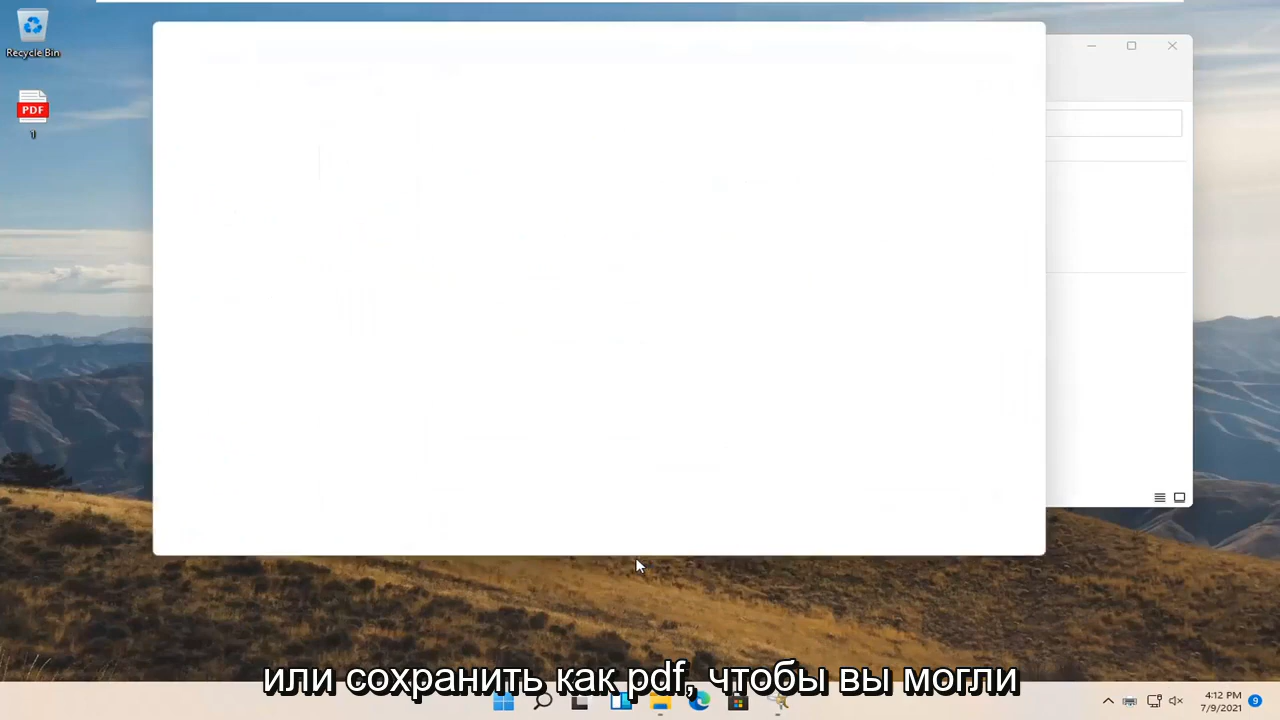 Recycle Bin
PDF
1
или сохранить как pdf, чтобы вы могли
4:12 PM
7/9/2021
9